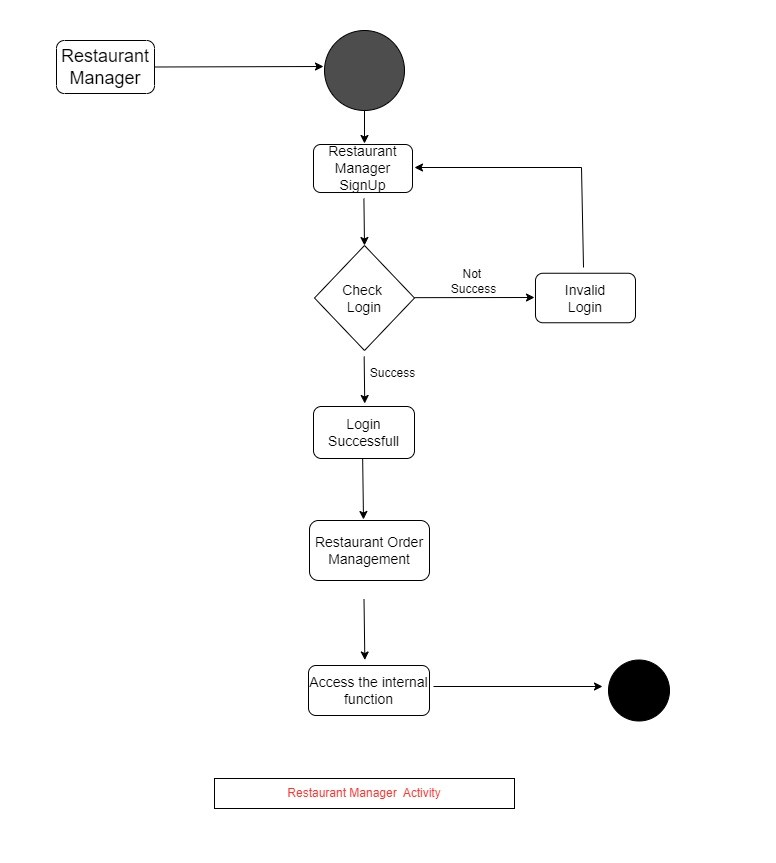 Restaurant
Manager
Restaurant
Manager
SignUp
Check
Login
Not
Success
Invalid
Login
Success
Login
Successfull
Restaurant Order
Management
Access the internal
function
Restaurant Manager  Activity